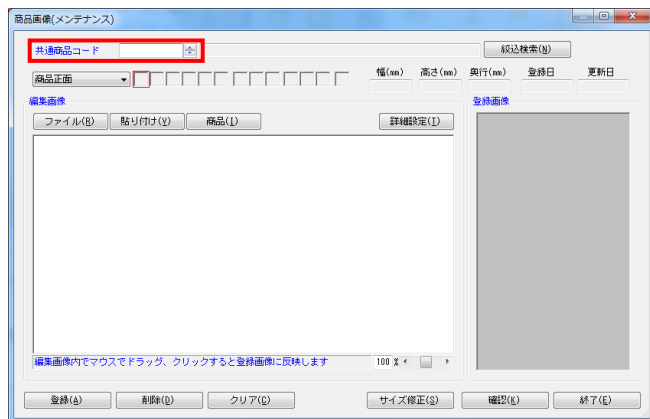 商品画像(メンテナンス)
共通商品コード
絞込検索(N)
商品正面
幅(mm) 高さ(mm) 奥行(mm) 登録日 更新日
編集画像
登録画像
ファイル(R) 貼り付け(V) 商品(I) 詳細設定(T)
編集画像内でマウスでドラッグ、クリックすると登録画像に反映します
100 %
登録(A) 削除(D) クリア(C) サイズ修正(S) 確認(K) 終了(E)